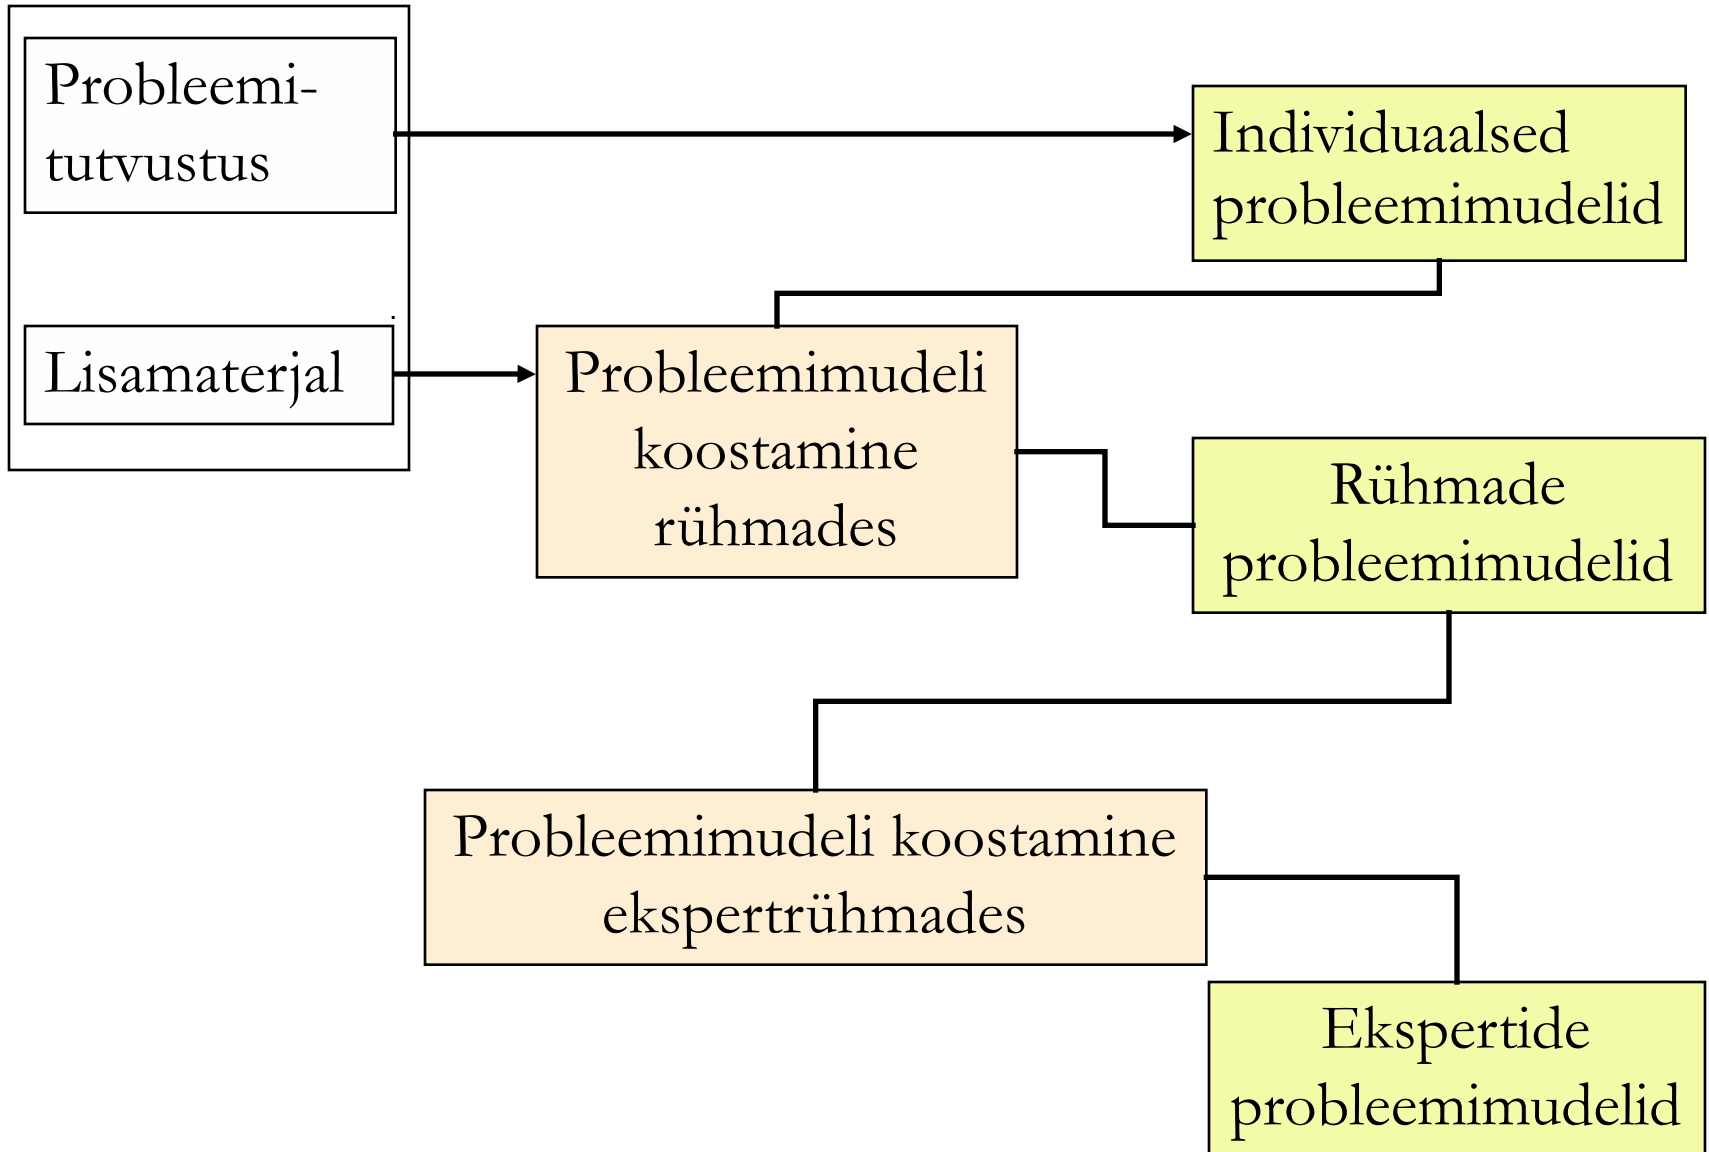 Probleemi-
tutvustus
Individuaalsed
probleemimudelid
Lisamaterjal
Probleemimudeli
koostamine
rühmades
Rühmade
probleemimudelid
Probleemimudeli koostamine
ekspertrühmades
Ekspertide
probleemimudelid